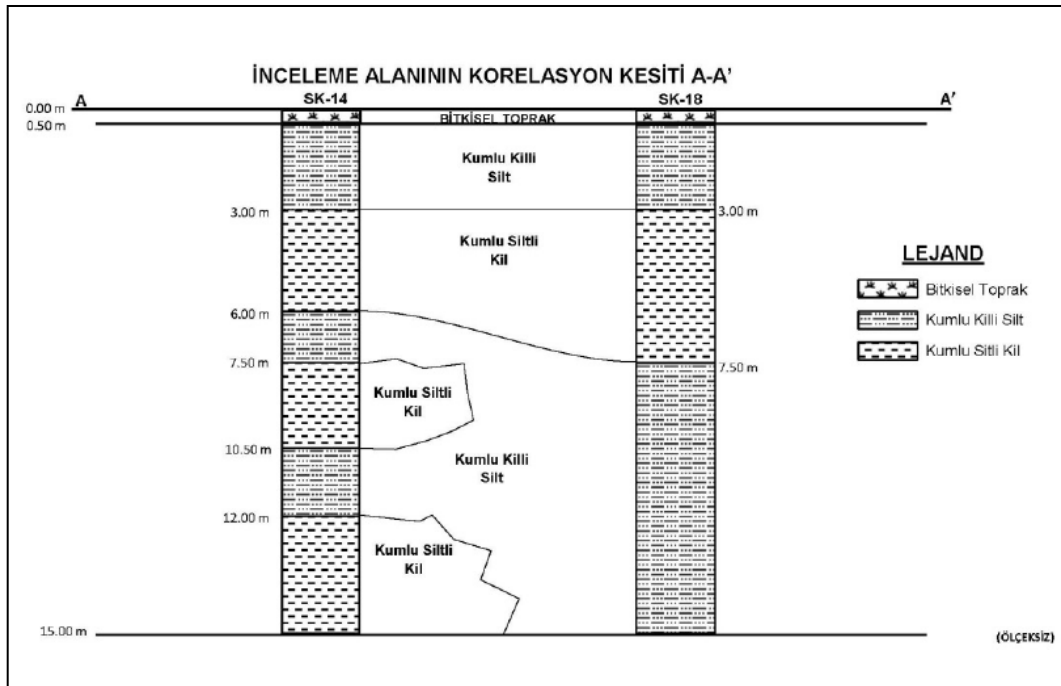 İNCELEME ALANININ KORELASYON KESİTİ A-A'
A SK-14 SK-18 A'
0.00 m
0.50 m
BİTKİSEL TOPRAK
Kumlu Killi
Silt
3.00 m
3.00 m
Kumlu Siltli
Kil
LEJAND
Bitkisel Toprak
Kumlu Killi Silt
Kumlu Sitli Kil
6.00 m
7.50 m
7.50 m
Kumlu Siltli
Kil
10.50 m
Kumlu Killi
Silt
12.00 m
Kumlu Siltli
Kil
15.00 m
(ÖLÇEKSİZ)